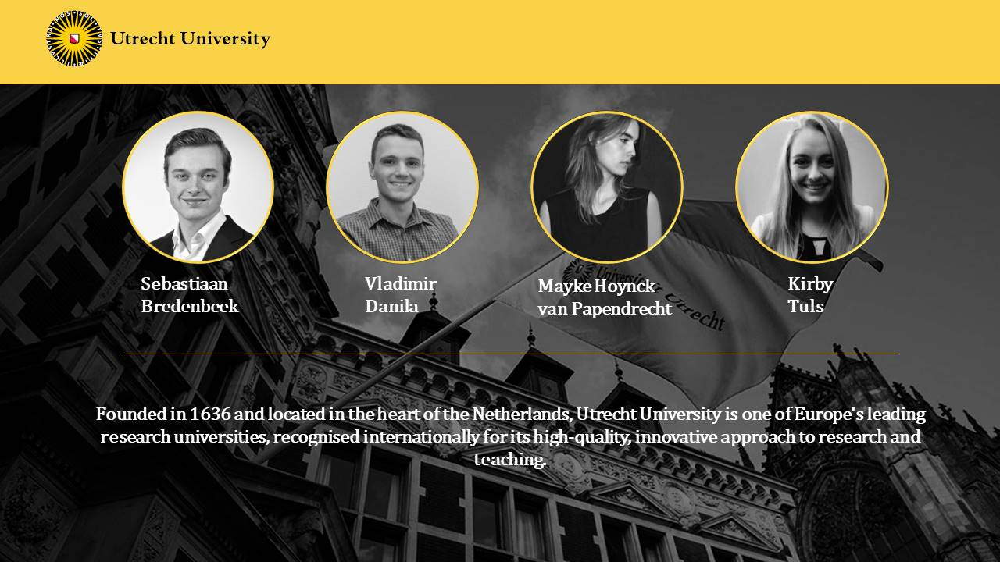 Utrecht University
Sebastiaan
Bredenbeek
Vladimir
Danila
Mayke Hoynck
van Papendrecht
Kirby
Tuls
Universiteit Utrecht
Founded in 1636 and located in the heart of the Netherlands, Utrecht University is one of Europe's leading
research universities, recognised internationally for its high-quality, innovative approach to research and
teaching.